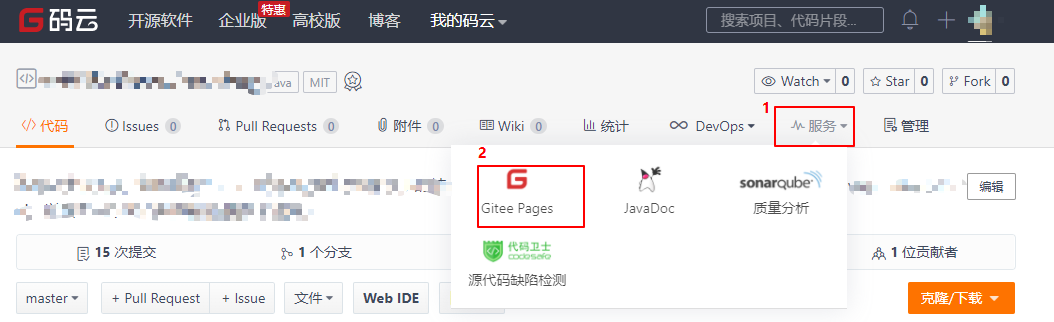 码云 开源软件 企业版 特惠 高校版 博客 我的码云 搜索项目、代码片段...
MIT Watch 0 Star 0 Fork 0
1
代码 Issues 0 Pull Requests 0 附件 0 Wiki 0 统计 DevOps 服务 管理
2
编辑
Gitee Pages JavaDoc sonarqube 质量分析
15 次提交 1 个分支 代码卫士 codesafe 1 位贡献者
源代码缺陷检测
master + Pull Request + Issue 文件 Web IDE 克隆/下载